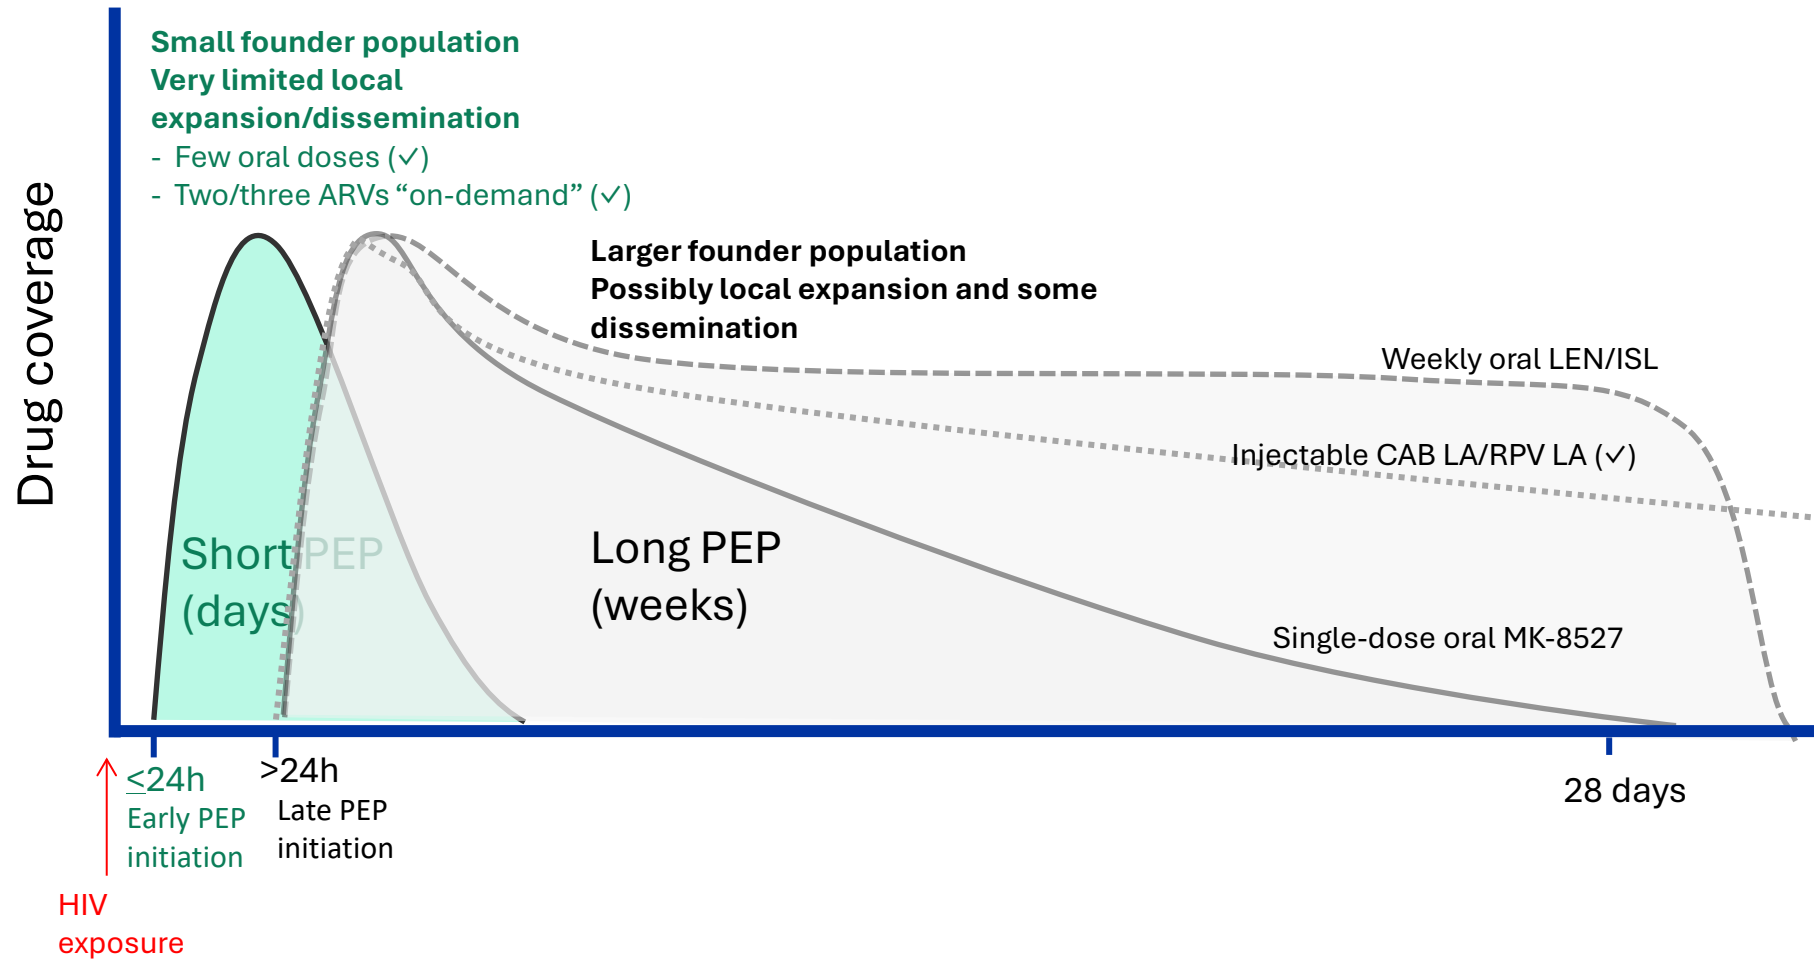 Small founder population
Very limited local
expansion/dissemination
- Few oral doses (✓)
- Two/three ARVs “on-demand” (✓)
Drug coverage
Larger founder population
Possibly local expansion and some
dissemination
Weekly oral LEN/ISL
Injectable CAB LA/RPV LA (✓)
Short PEP
(days)
Long PEP
(weeks)
Single-dose oral MK-8527
≤24h
Early PEP
initiation
>24h
Late PEP
initiation
28 days
HIV
exposure